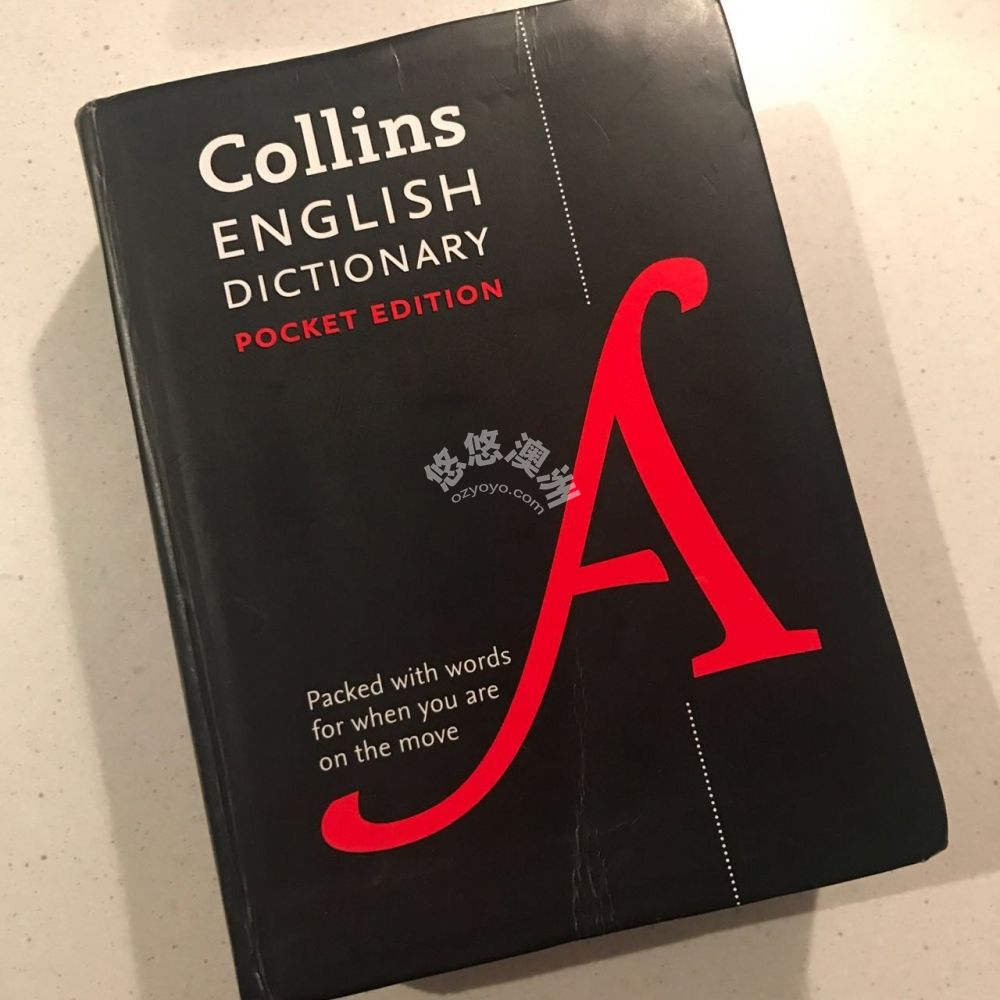 Collins
ENGLISH
DICTIONARY
POCKET EDITION
A
悠悠澳洲
ozyoyo.com
Packed with words
for when you are
on the move